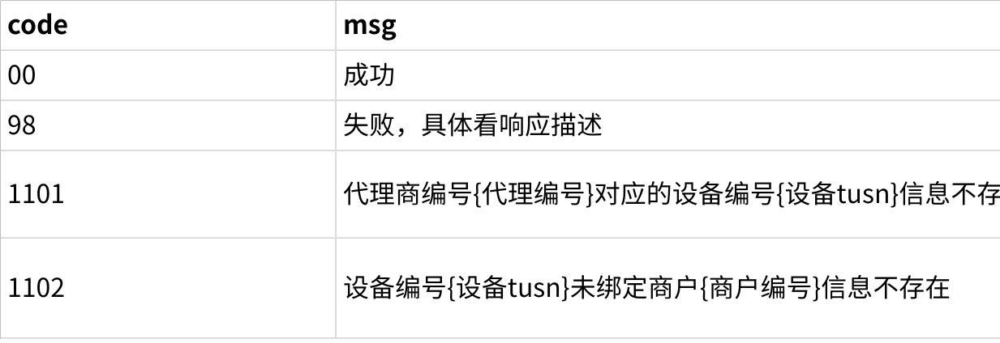 code msg
00 成功
98 失败，具体看响应描述
1101 代理商编号{代理编号}对应的设备编号{设备tusn}信息不存
1102 设备编号{设备tusn}未绑定商户{商户编号}信息不存在